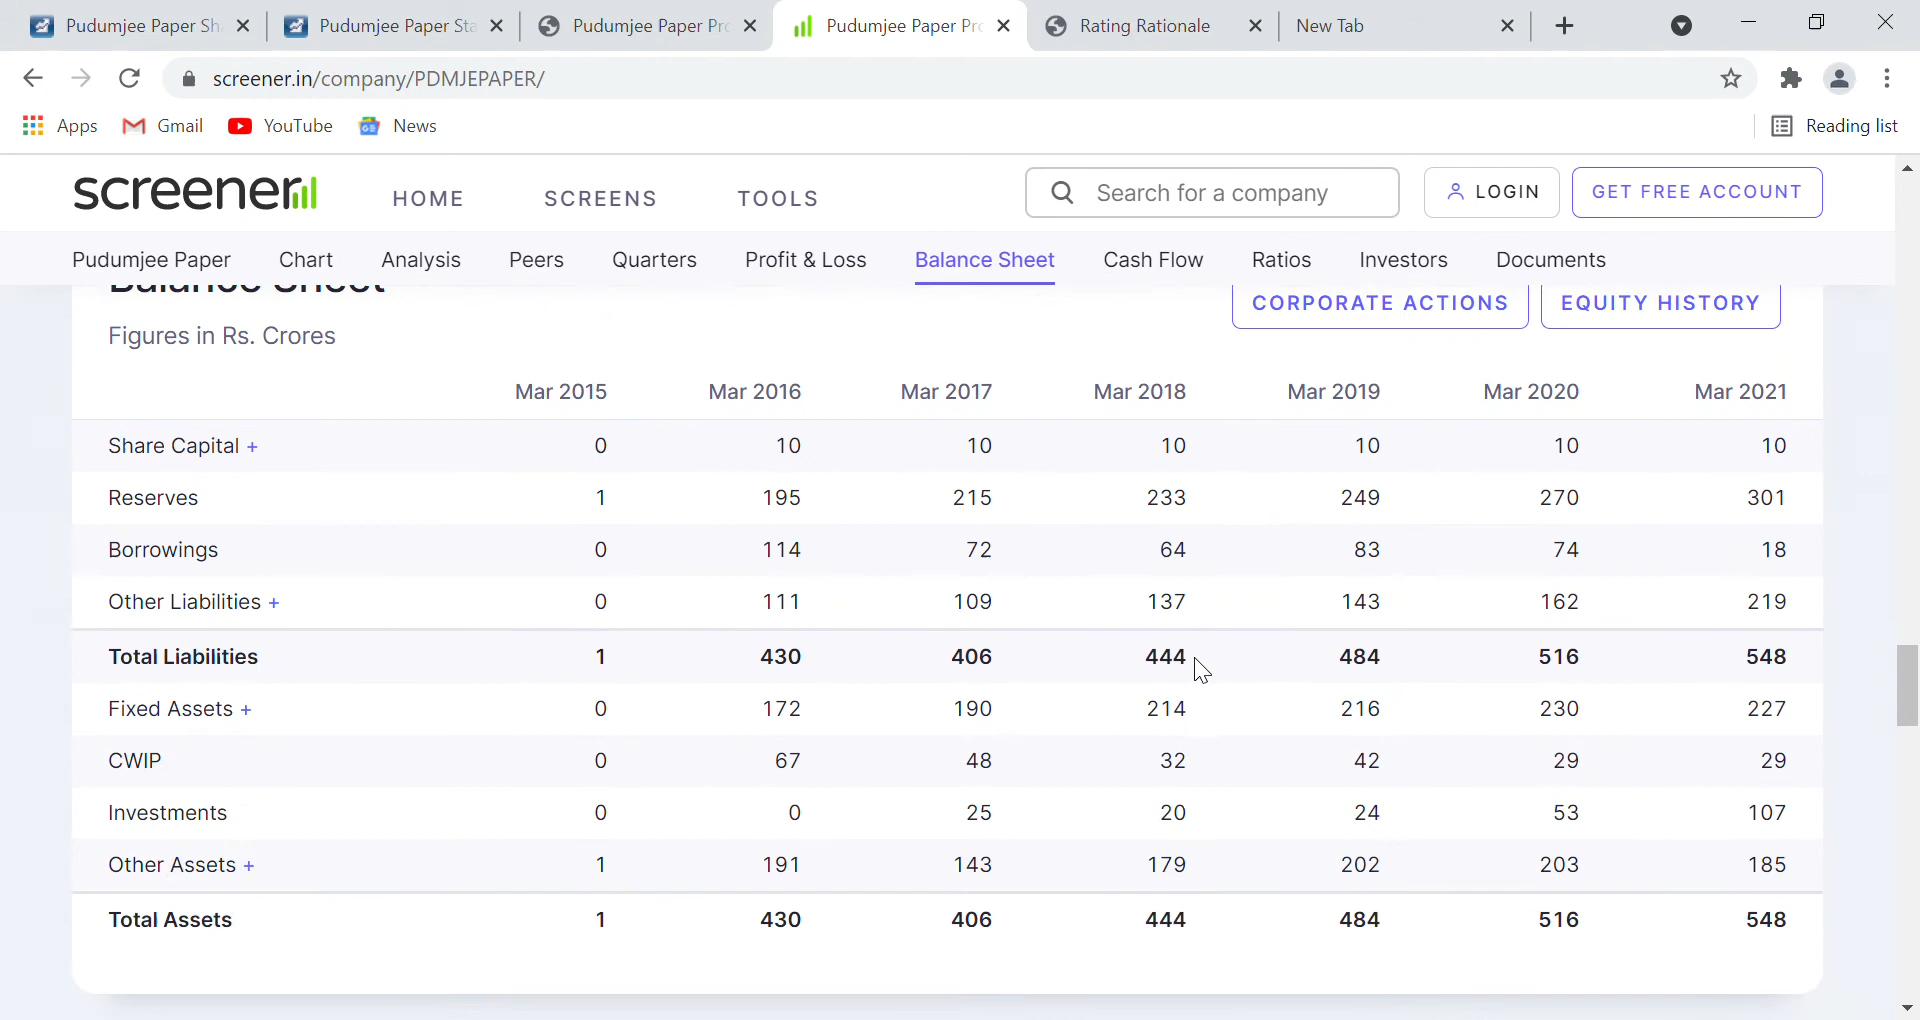 Pudumjee Paper Sh Pudumjee Paper Sta Pudumjee Paper Pro Pudumjee Paper Pro Rating Rationale New Tab
screener.in/company/PDMJEPAPER/
Apps Gmail YouTube News Reading list
screener HOME SCREENS TOOLS Search for a company LOGIN GET FREE ACCOUNT
Pudumjee Paper Chart Analysis Peers Quarters Profit & Loss Balance Sheet Cash Flow Ratios Investors Documents
Balance Sheet CORPORATE ACTIONS EQUITY HISTORY
Figures in Rs. Crores
Mar 2015 Mar 2016 Mar 2017 Mar 2018 Mar 2019 Mar 2020 Mar 2021
Share Capital + 0 10 10 10 10 10 10
Reserves 1 195 215 233 249 270 301
Borrowings 0 114 72 64 83 74 18
Other Liabilities + 0 111 109 137 143 162 219
Total Liabilities 1 430 406 444 484 516 548
Fixed Assets + 0 172 190 214 216 230 227
CWIP 0 67 48 32 42 29 29
Investments 0 0 25 20 24 53 107
Other Assets + 1 191 143 179 202 203 185
Total Assets 1 430 406 444 484 516 548